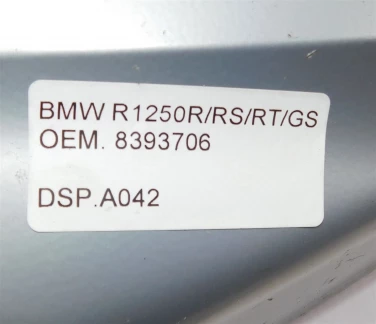 BMW R1250R/RS/RT/GS
OEM. 8393706
DSP.A042